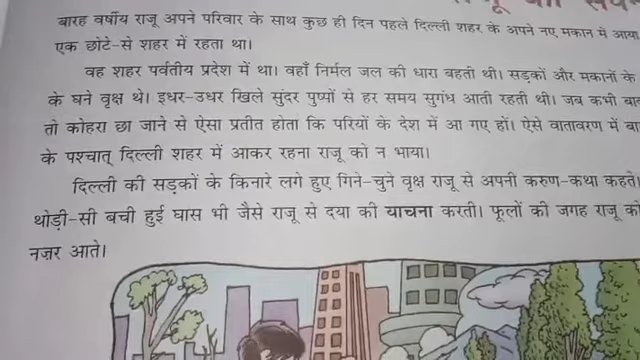 बारह वर्षीय राजू अपने परिवार के साथ कुछ ही दिन पहले दिल्ली शहर के अपने नए मकान में आया
एक छोटे-से शहर में रहता था।
वह शहर पर्वतीय प्रदेश में था। वहाँ निर्मल जल की धारा बहती थी। सड़कों और मकानों के
के घने वृक्ष थे। इधर-उधर खिले सुंदर पुष्पों से हर समय सुगंध आती रहती थी। जब कभी
तो कोहरा छा जाने से ऐसा प्रतीत होता कि परियों के देश में आ गए हों। ऐसे वातावरण में
के पश्चात् दिल्ली शहर में आकर रहना राजू को न भाया।
दिल्ली की सड़कों के किनारे लगे हुए गिने-चुने वृक्ष राजू से अपनी करुण-कथा कहते।
थोड़ी-सी बची हुई घास भी जैसे राजू से दया की याचना करती। फूलों की जगह राजू को
नज़र आते।